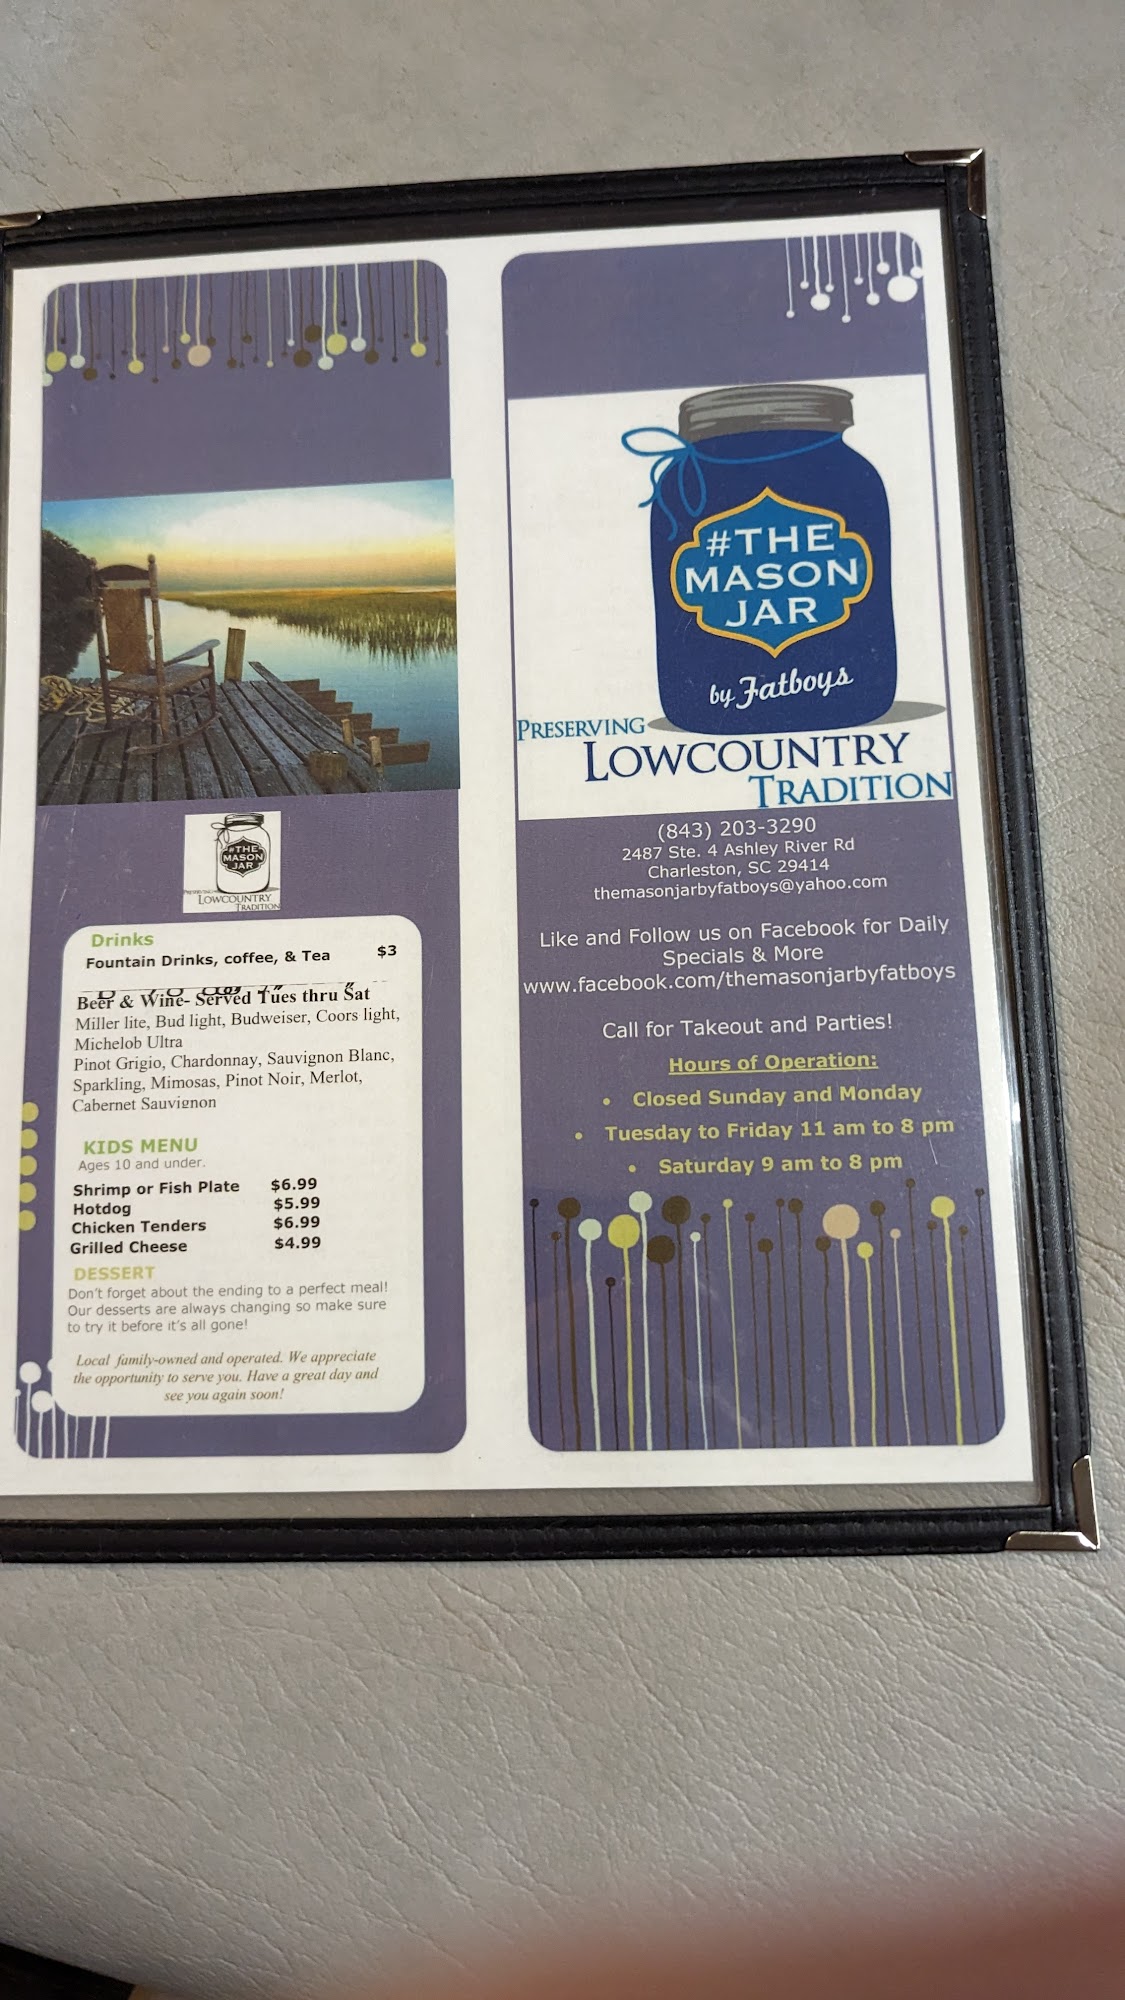 #THE
MASON
JAR
PRESERVING
LOWCOUNTRY
TRADITION
Drinks
Fountain Drinks, coffee, & Tea $3
Beer & Wine- Served Tues thru Sat
Miller lite, Bud light, Budweiser, Coors light,
Michelob Ultra
Pinot Grigio, Chardonnay, Sauvignon Blanc,
Sparkling, Mimosas, Pinot Noir, Merlot,
Cabernet Sauvignon
KIDS MENU
Ages 10 and under.
Shrimp or Fish Plate $6.99
Hotdog $5.99
Chicken Tenders $6.99
Grilled Cheese $4.99
DESSERT
Don't forget about the ending to a perfect meal!
Our desserts are always changing so make sure
to try it before it's all gone!
Local family-owned and operated. We appreciate
the opportunity to serve you. Have a great day and
see you again soon!
#THE
MASON
JAR
by Fatboys
PRESERVING
LOWCOUNTRY
TRADITION
(843) 203-3290
2487 Ste. 4 Ashley River Rd
Charleston, SC 29414
themasonjarbyfatboys@yahoo.com
Like and Follow us on Facebook for Daily
Specials & More
www.facebook.com/themasonjarbyfatboys
Call for Takeout and Parties!
Hours of Operation:
• Closed Sunday and Monday
• Tuesday to Friday 11 am to 8 pm
• Saturday 9 am to 8 pm